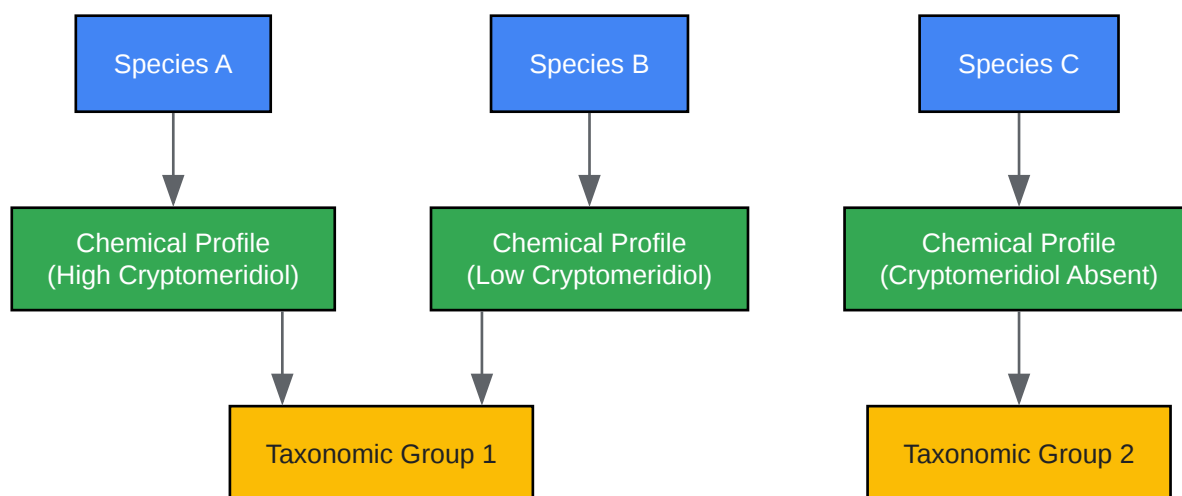 Species A
Species B
Species C
Chemical Profile
(High Cryptomeridiol)
Chemical Profile
(Low Cryptomeridiol)
Chemical Profile
(Cryptomeridiol Absent)
Taxonomic Group 1
Taxonomic Group 2